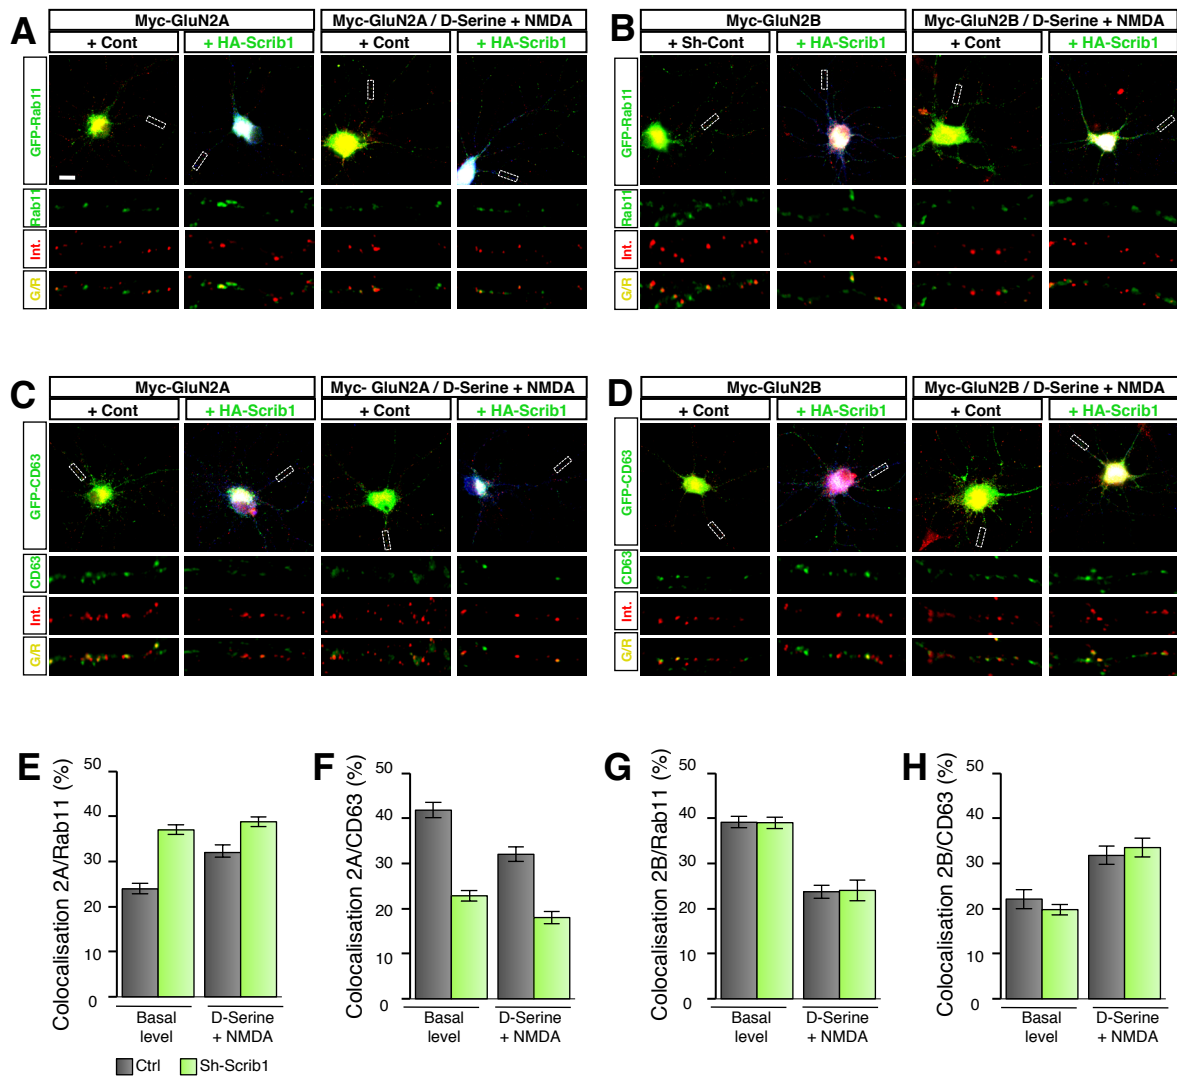 A
Myc-GluN2A
Myc-GluN2A / D-Serine + NMDA
+ Cont
+ HA-Scrib1
+ Cont
+ HA-Scrib1
GFP-Rab11
Rab11
Int.
G/R
B
Myc-GluN2B
Myc-GluN2B / D-Serine + NMDA
+ Sh-Cont
+ HA-Scrib1
+ Cont
+ HA-Scrib1
GFP-Rab11
Rab11
Int.
G/R
C
Myc-GluN2A
Myc- GluN2A / D-Serine + NMDA
+ Cont
+ HA-Scrib1
+ Cont
+ HA-Scrib1
GFP-CD63
CD63
Int.
G/R
D
Myc-GluN2B
Myc-GluN2B / D-Serine + NMDA
+ Cont
+ HA-Scrib1
+ Cont
+ HA-Scrib1
GFP-CD63
CD63
Int.
G/R
E
Colocalisation 2A/Rab11 (%)
50
40
30
20
10
0
Basal
level
D-Serine
+ NMDA
F
Colocalisation 2A/CD63 (%)
50
40
30
20
10
0
Basal
level
D-Serine
+ NMDA
G
Colocalisation 2B/Rab11 (%)
50
40
30
20
10
0
Basal
level
D-Serine
+ NMDA
H
Colocalisation 2B/CD63 (%)
50
40
30
20
10
0
Basal
level
D-Serine
+ NMDA
Ctrl
Sh-Scrib1